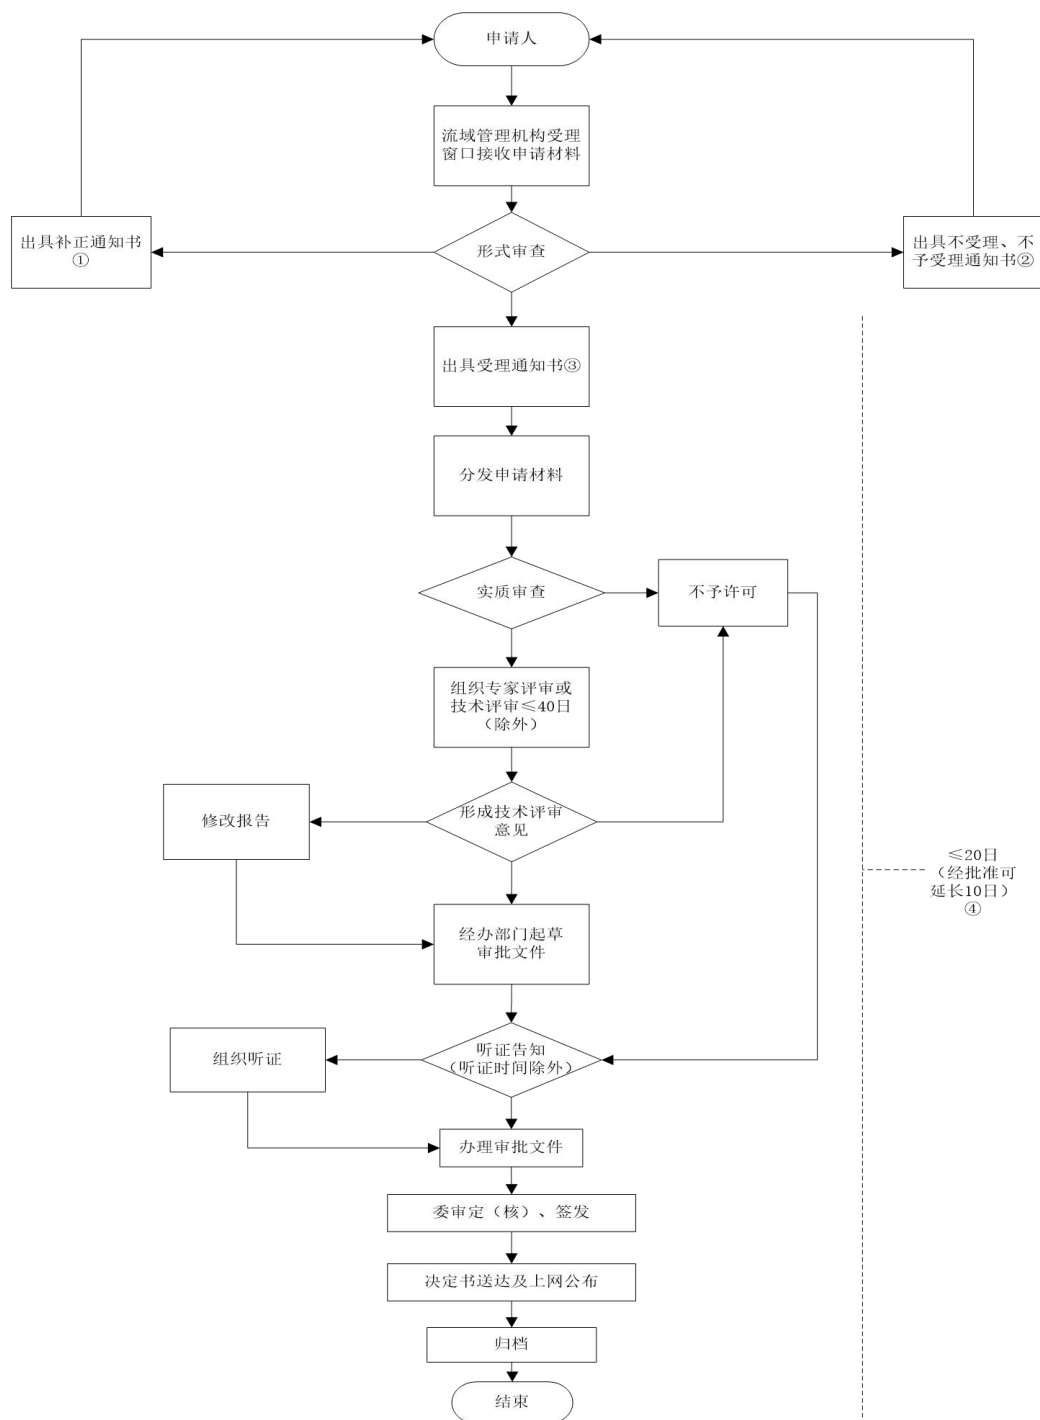 申请人
流域管理机构受理
窗口接收申请材料
出具补正通知书
①
形式审查
出具不受理、不
予受理通知书②
出具受理通知书③
分发申请材料
实质审查
不予许可
组织专家评审或
技术评审≤40日
（除外）
修改报告
形成技术评审
意见
≤20日
（经批准可
延长10日）
④
经办部门起草
审批文件
组织听证
听证告知
（听证时间除外）
办理审批文件
委审定（核）、签发
决定书送达及上网公布
归档
结束